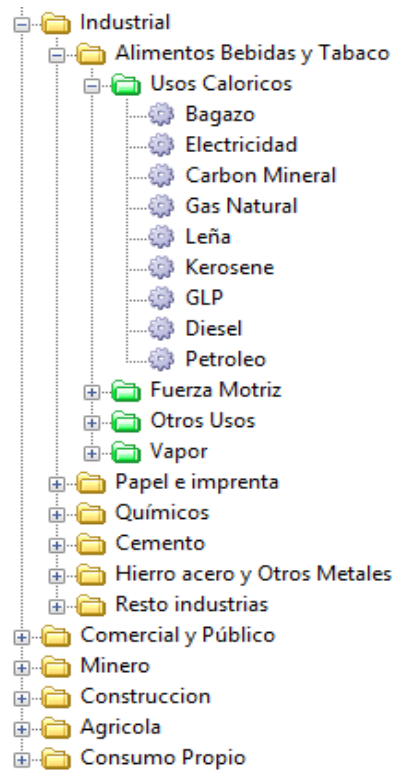 Industrial
Alimentos Bebidas y Tabaco
Usos Caloricos
Bagazo
Electricidad
Carbon Mineral
Gas Natural
Leña
Kerosene
GLP
Diesel
Petroleo
Fuerza Motriz
Otros Usos
Vapor
Papel e imprenta
Químicos
Cemento
Hierro acero y Otros Metales
Resto industrias
Comercial y Público
Minero
Construccion
Agricola
Consumo Propio